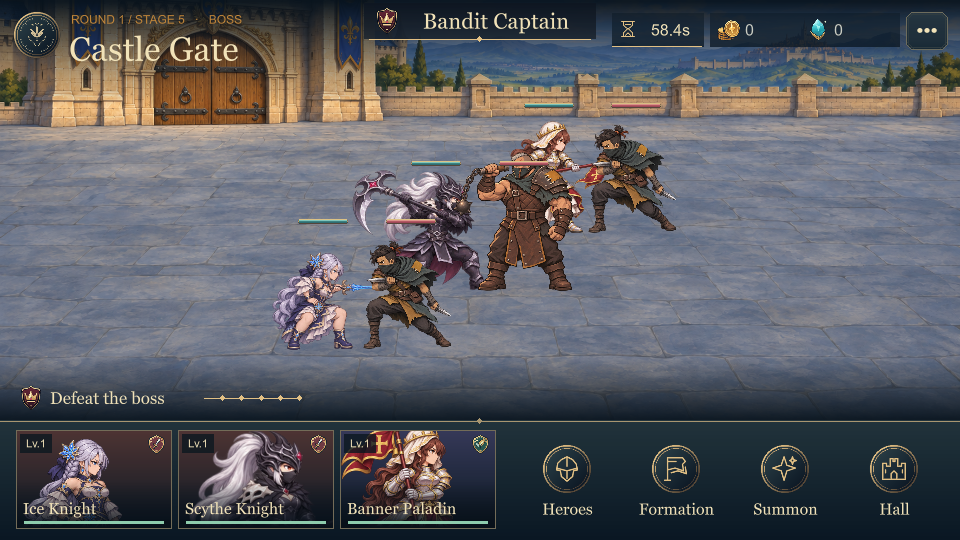 ROUND 1 / STAGE 5 · BOSS
Castle Gate
Bandit Captain
58.4s
0
0
Defeat the boss
Lv.1
Ice Knight
Lv.1
Scythe Knight
Lv.1
Banner Paladin
Heroes
Formation
Summon
Hall